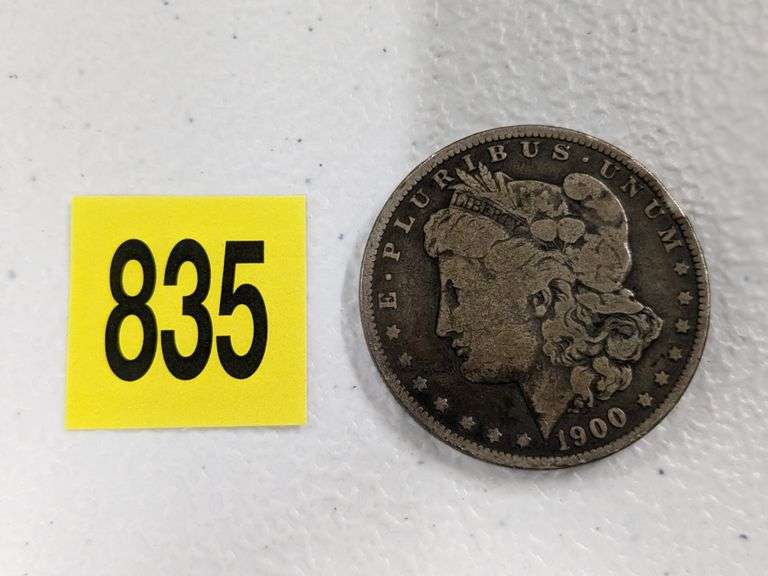 835
E · PLURIBUS · UNUM
LIBERTY
1900